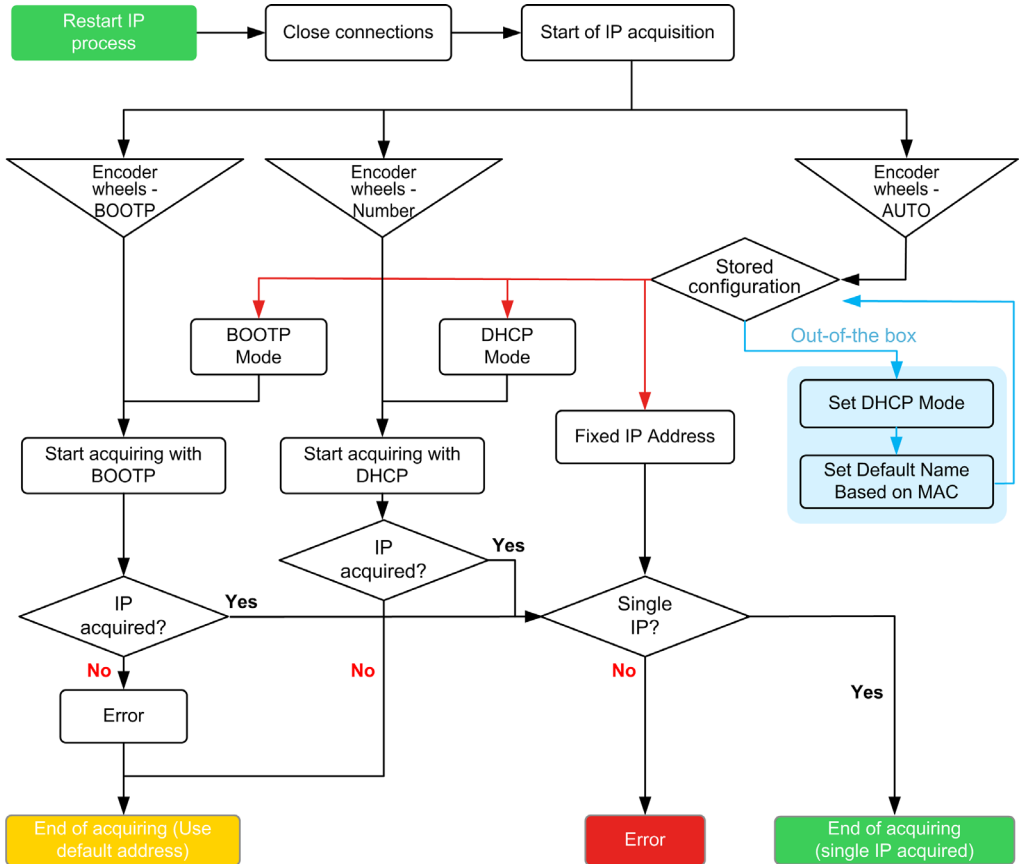 Restart IP
process
Close connections
Start of IP acquisition
Encoder
wheels -
BOOTP
Encoder
wheels -
Number
Encoder
wheels -
AUTO
Stored
configuration
BOOTP
Mode
DHCP
Mode
Out-of-the box
Set DHCP Mode
Fixed IP Address
Start acquiring with
BOOTP
Start acquiring with
DHCP
Set Default Name
Based on MAC
IP
acquired?
Yes
IP
acquired?
Yes
Single
IP?
No
No
No
Yes
Error
End of acquiring (Use
default address)
Error
End of acquiring
(single IP acquired)